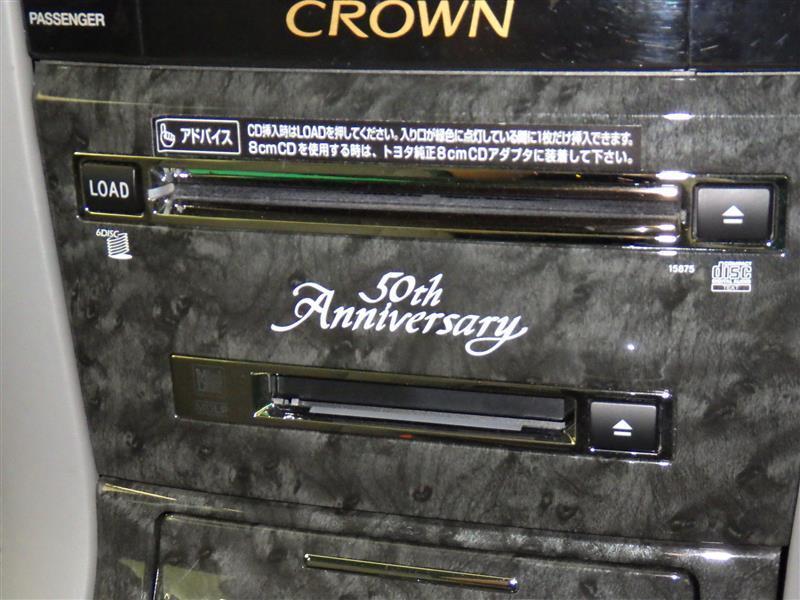 PASSENGER
CROWN
アドバイス
CD挿入時はLOADを押してください。入り口が緑色に点灯している間に1枚だけ挿入できます。
8cmCDを使用する時は、トヨタ純正8cmCDアダプタに装着して下さい。
LOAD
6DISC
15875
disc
DIGITAL AUDIO
TEXT
50th
Anniversary